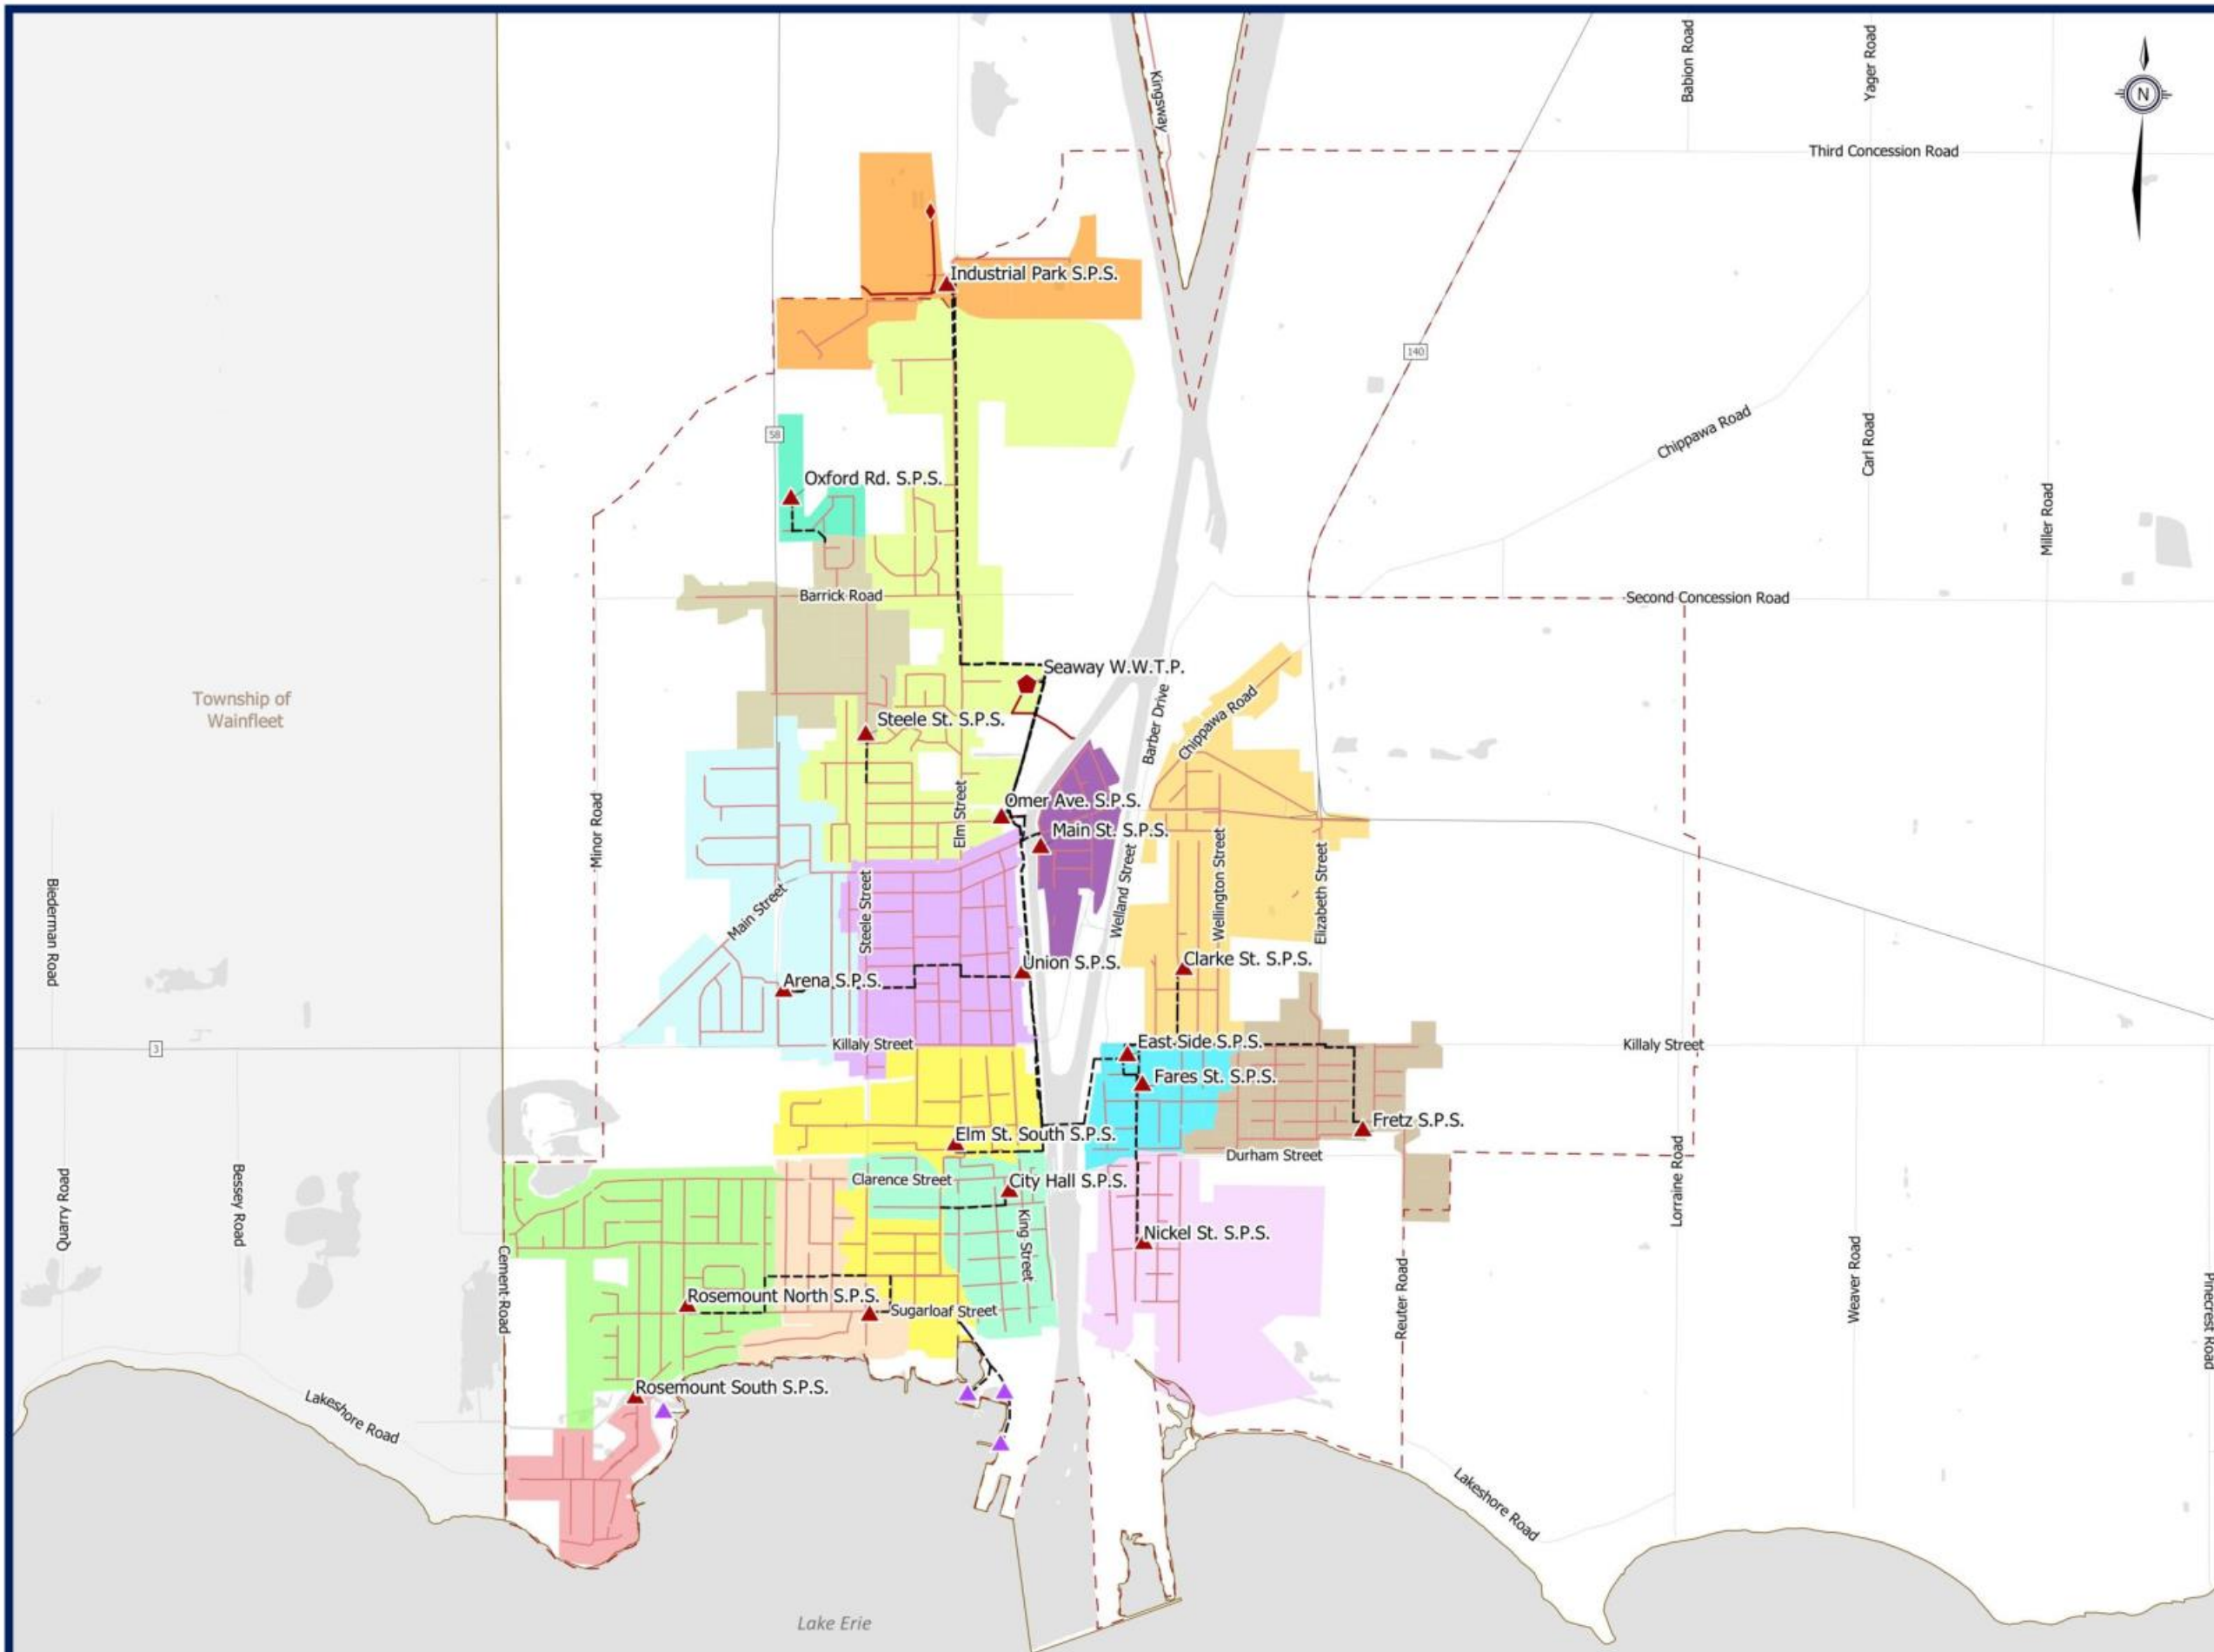 Babion Road
Yager Road
Kingsway
N
Third Concession Road
Industrial Park S.P.S.
140
58
Chippawa Road
Carl Road
Oxford Rd. S.P.S.
Miller Road
Barrick Road
Second Concession Road
Seaway W.W.T.P.
Township of
Wainfleet
Barber Drive
Chippawa Road
Steele St. S.P.S.
Omer Ave. S.P.S.
Elm Street
Main St. S.P.S.
Minor Road
Welland Street
Wellington Street
Elizabeth Street
Biederman Road
Main Street
Steele Street
Union S.P.S.
Clarke St. S.P.S.
Arena S.P.S.
3
Killaly Street
East Side S.P.S.
Killaly Street
Fares St. S.P.S.
Fretz S.P.S.
Elm St. South S.P.S.
Durham Street
Quarry Road
Bessey Road
Clarence Street
City Hall S.P.S.
Lorraine Road
King Street
Nickel St. S.P.S.
Cement Road
Rosemount North S.P.S.
Sugarloaf Street
Reuter Road
Weaver Road
Pinecrest Road
Rosemount South S.P.S.
Lakeshore Road
Lakeshore Road
Lake Erie